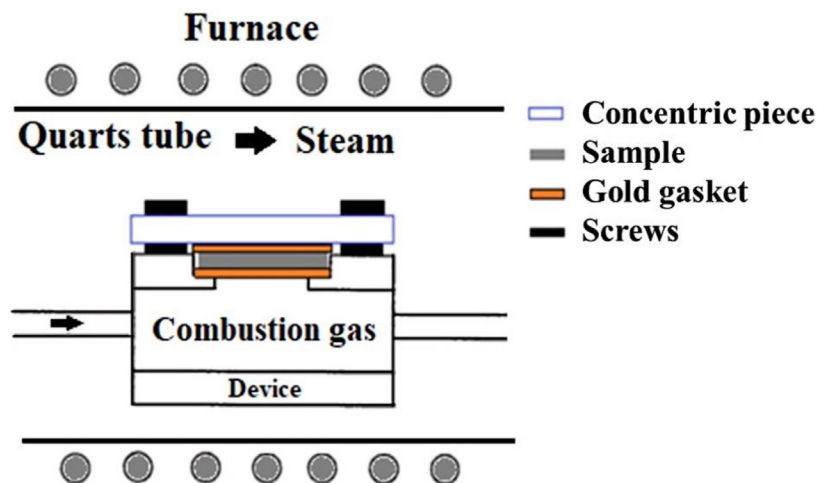 Furnace
Quarts tube
Steam
Combustion gas
Device
Concentric piece
Sample
Gold gasket
Screws